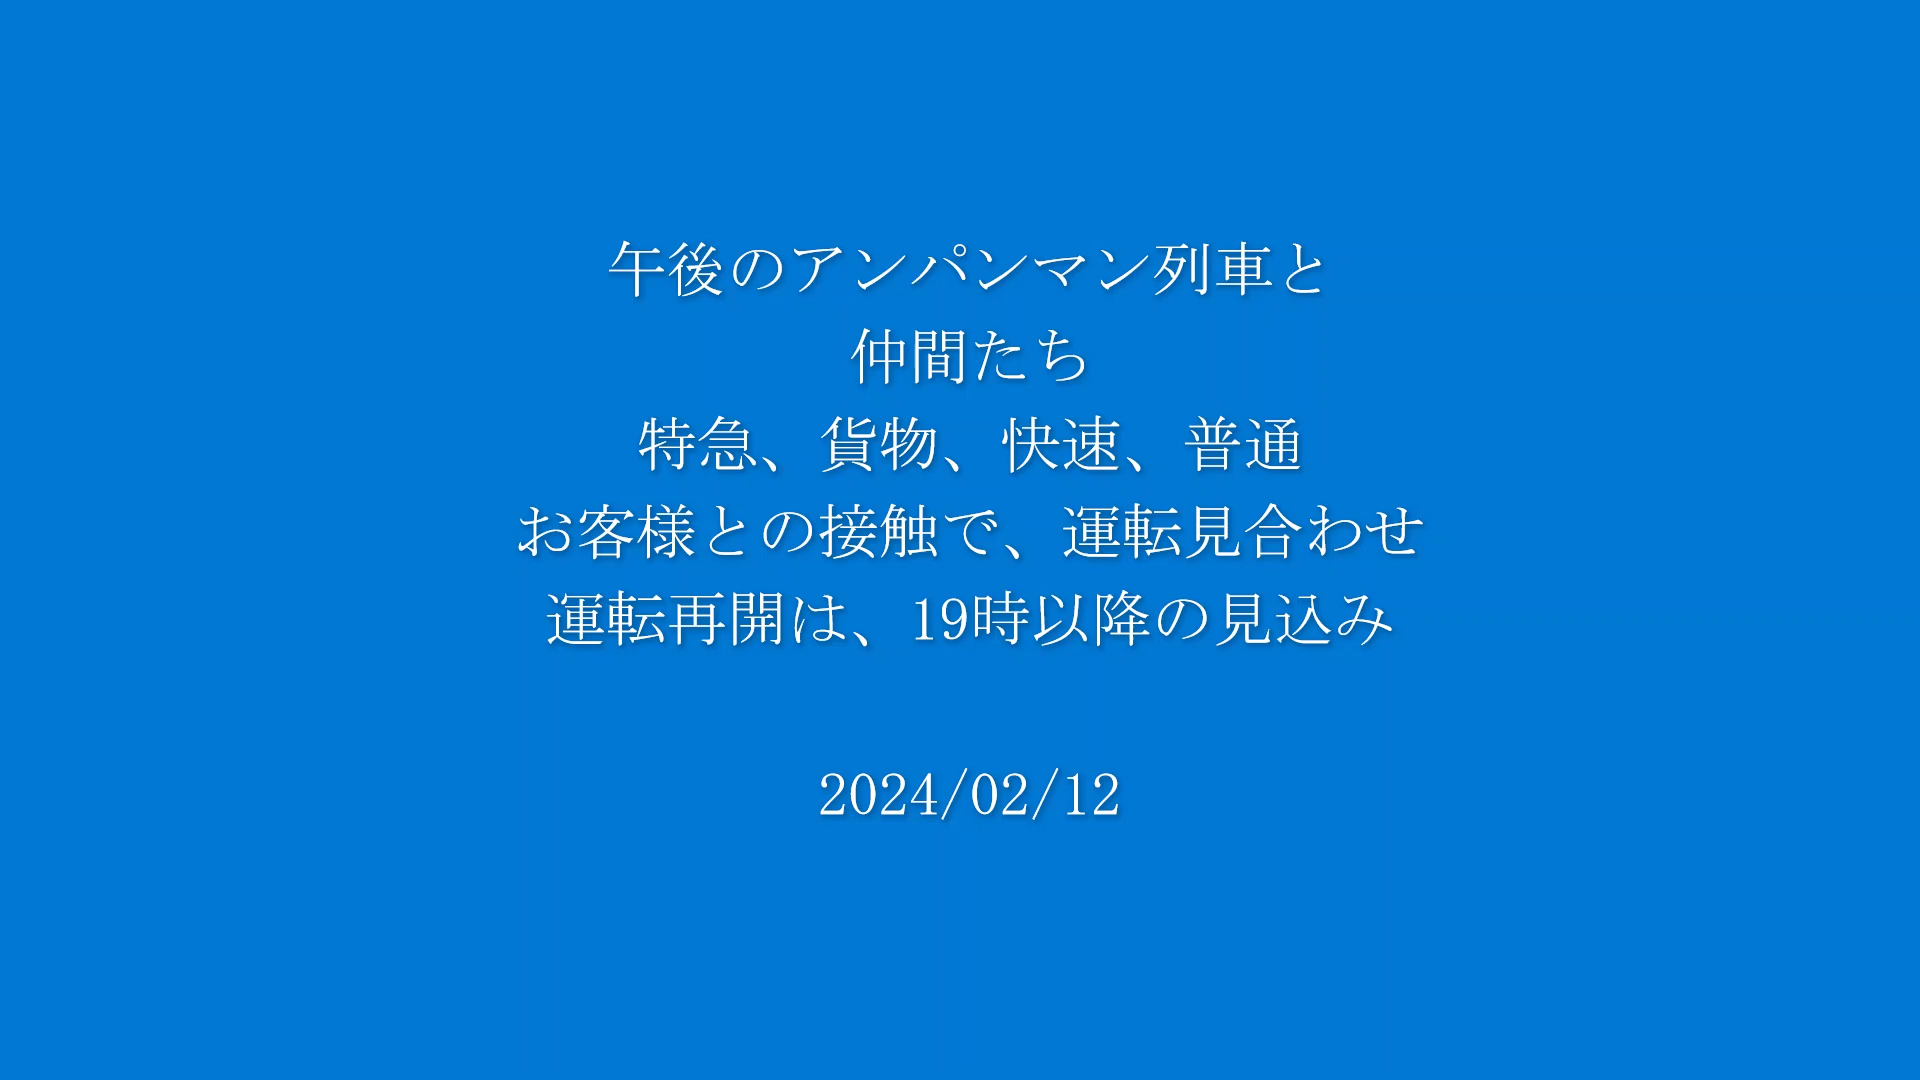 午後のアンパンマン列車と
仲間たち
特急、貨物、快速、普通
お客様との接触で、運転見合わせ
運転再開は、19時以降の見込み
2024/02/12